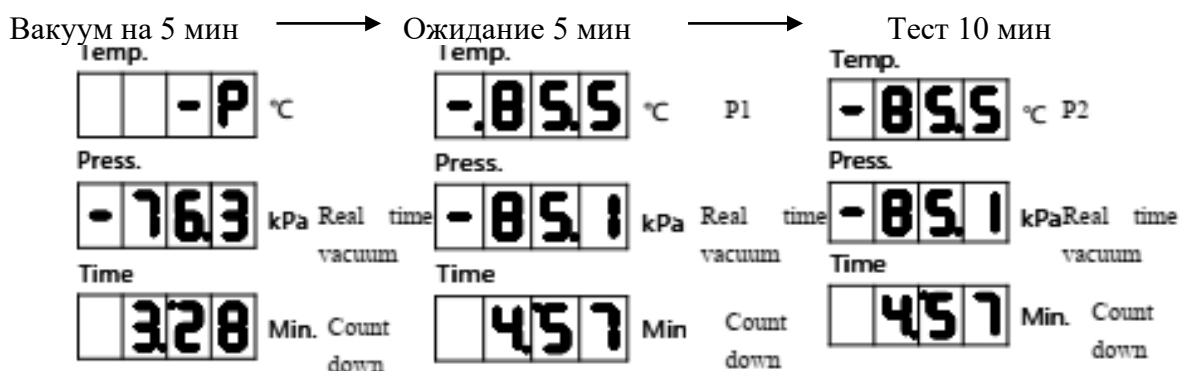 Вакуум на 5 мин Ожидание 5 мин Тест 10 мин
Temp. Temp. Temp.
-P °C -.85.5 °C P1 -85.5 °C P2
Press. Press. Press.
-76.3 kPa Real time vacuum -85.1 kPa Real time vacuum -85.1 kPa Real time vacuum
Time Time Time
3:28 Min. Count down 4:57 Min Count down 4:57 Min. Count down